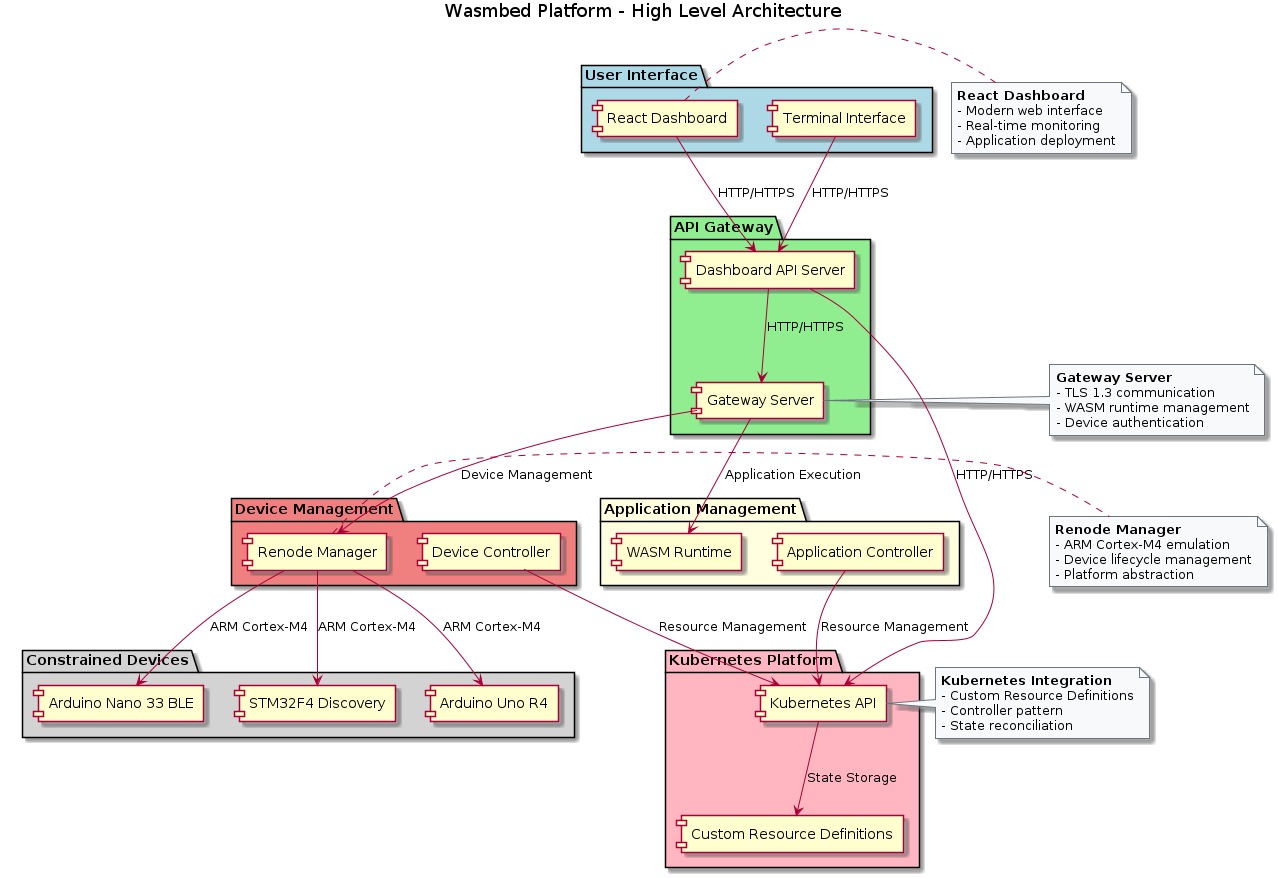 Wasmbed Platform - High Level Architecture
User Interface
React Dashboard
Terminal Interface
React Dashboard
- Modern web interface
- Real-time monitoring
- Application deployment
HTTP/HTTPS
HTTP/HTTPS
API Gateway
Dashboard API Server
HTTP/HTTPS
Gateway Server
Gateway Server
- TLS 1.3 communication
- WASM runtime management
- Device authentication
Device Management
Application Execution
HTTP/HTTPS
Device Management
Renode Manager
Device Controller
Application Management
WASM Runtime
Application Controller
Renode Manager
- ARM Cortex-M4 emulation
- Device lifecycle management
- Platform abstraction
ARM Cortex-M4
ARM Cortex-M4
ARM Cortex-M4
Resource Management
Resource Management
Constrained Devices
Arduino Nano 33 BLE
STM32F4 Discovery
Arduino Uno R4
Kubernetes Platform
Kubernetes API
Kubernetes Integration
- Custom Resource Definitions
- Controller pattern
- State reconciliation
State Storage
Custom Resource Definitions